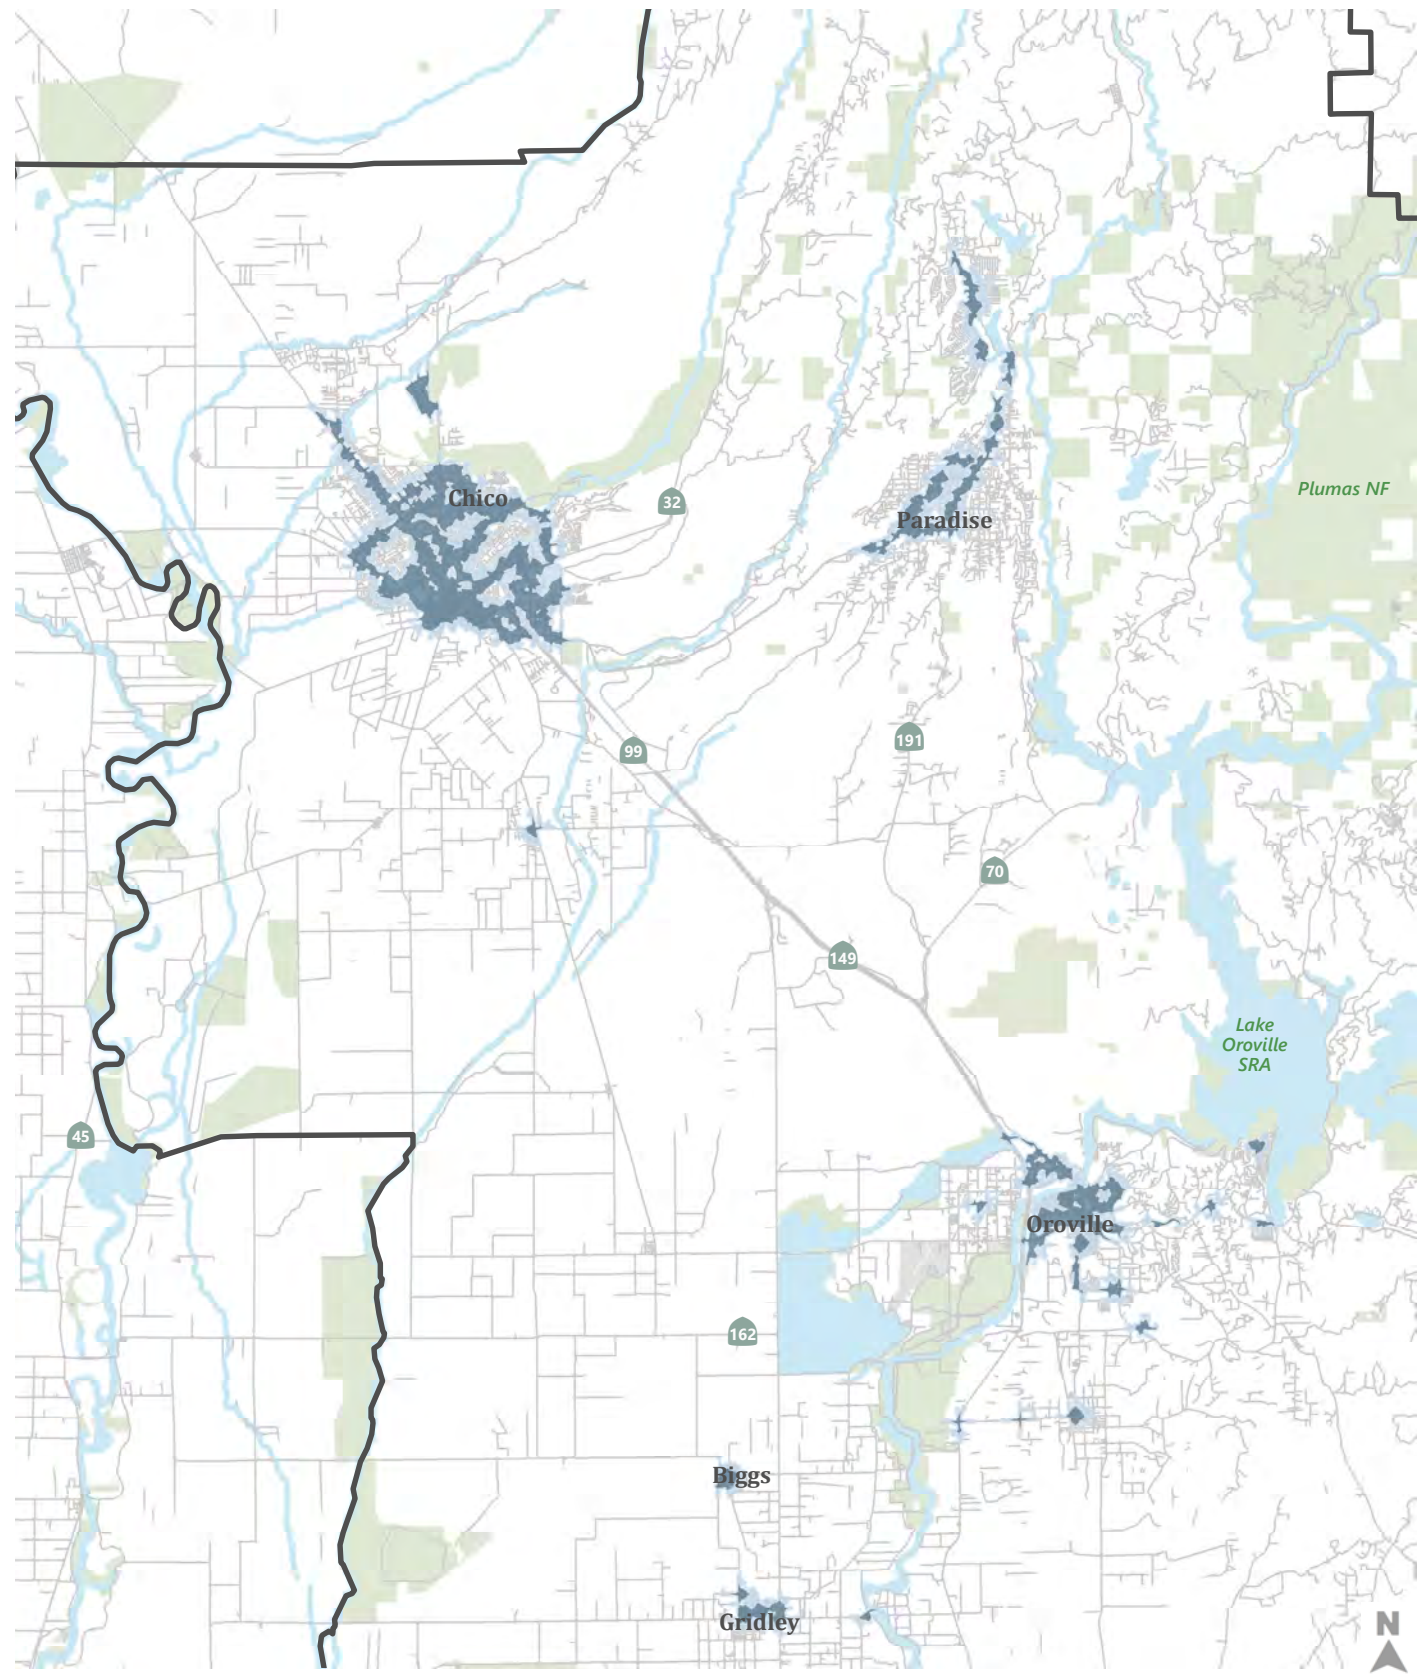 Plumas NF
Chico
32
Paradise
191
99
70
149
Lake
Oroville
SRA
45
Oroville
162
Biggs
Gridley
N